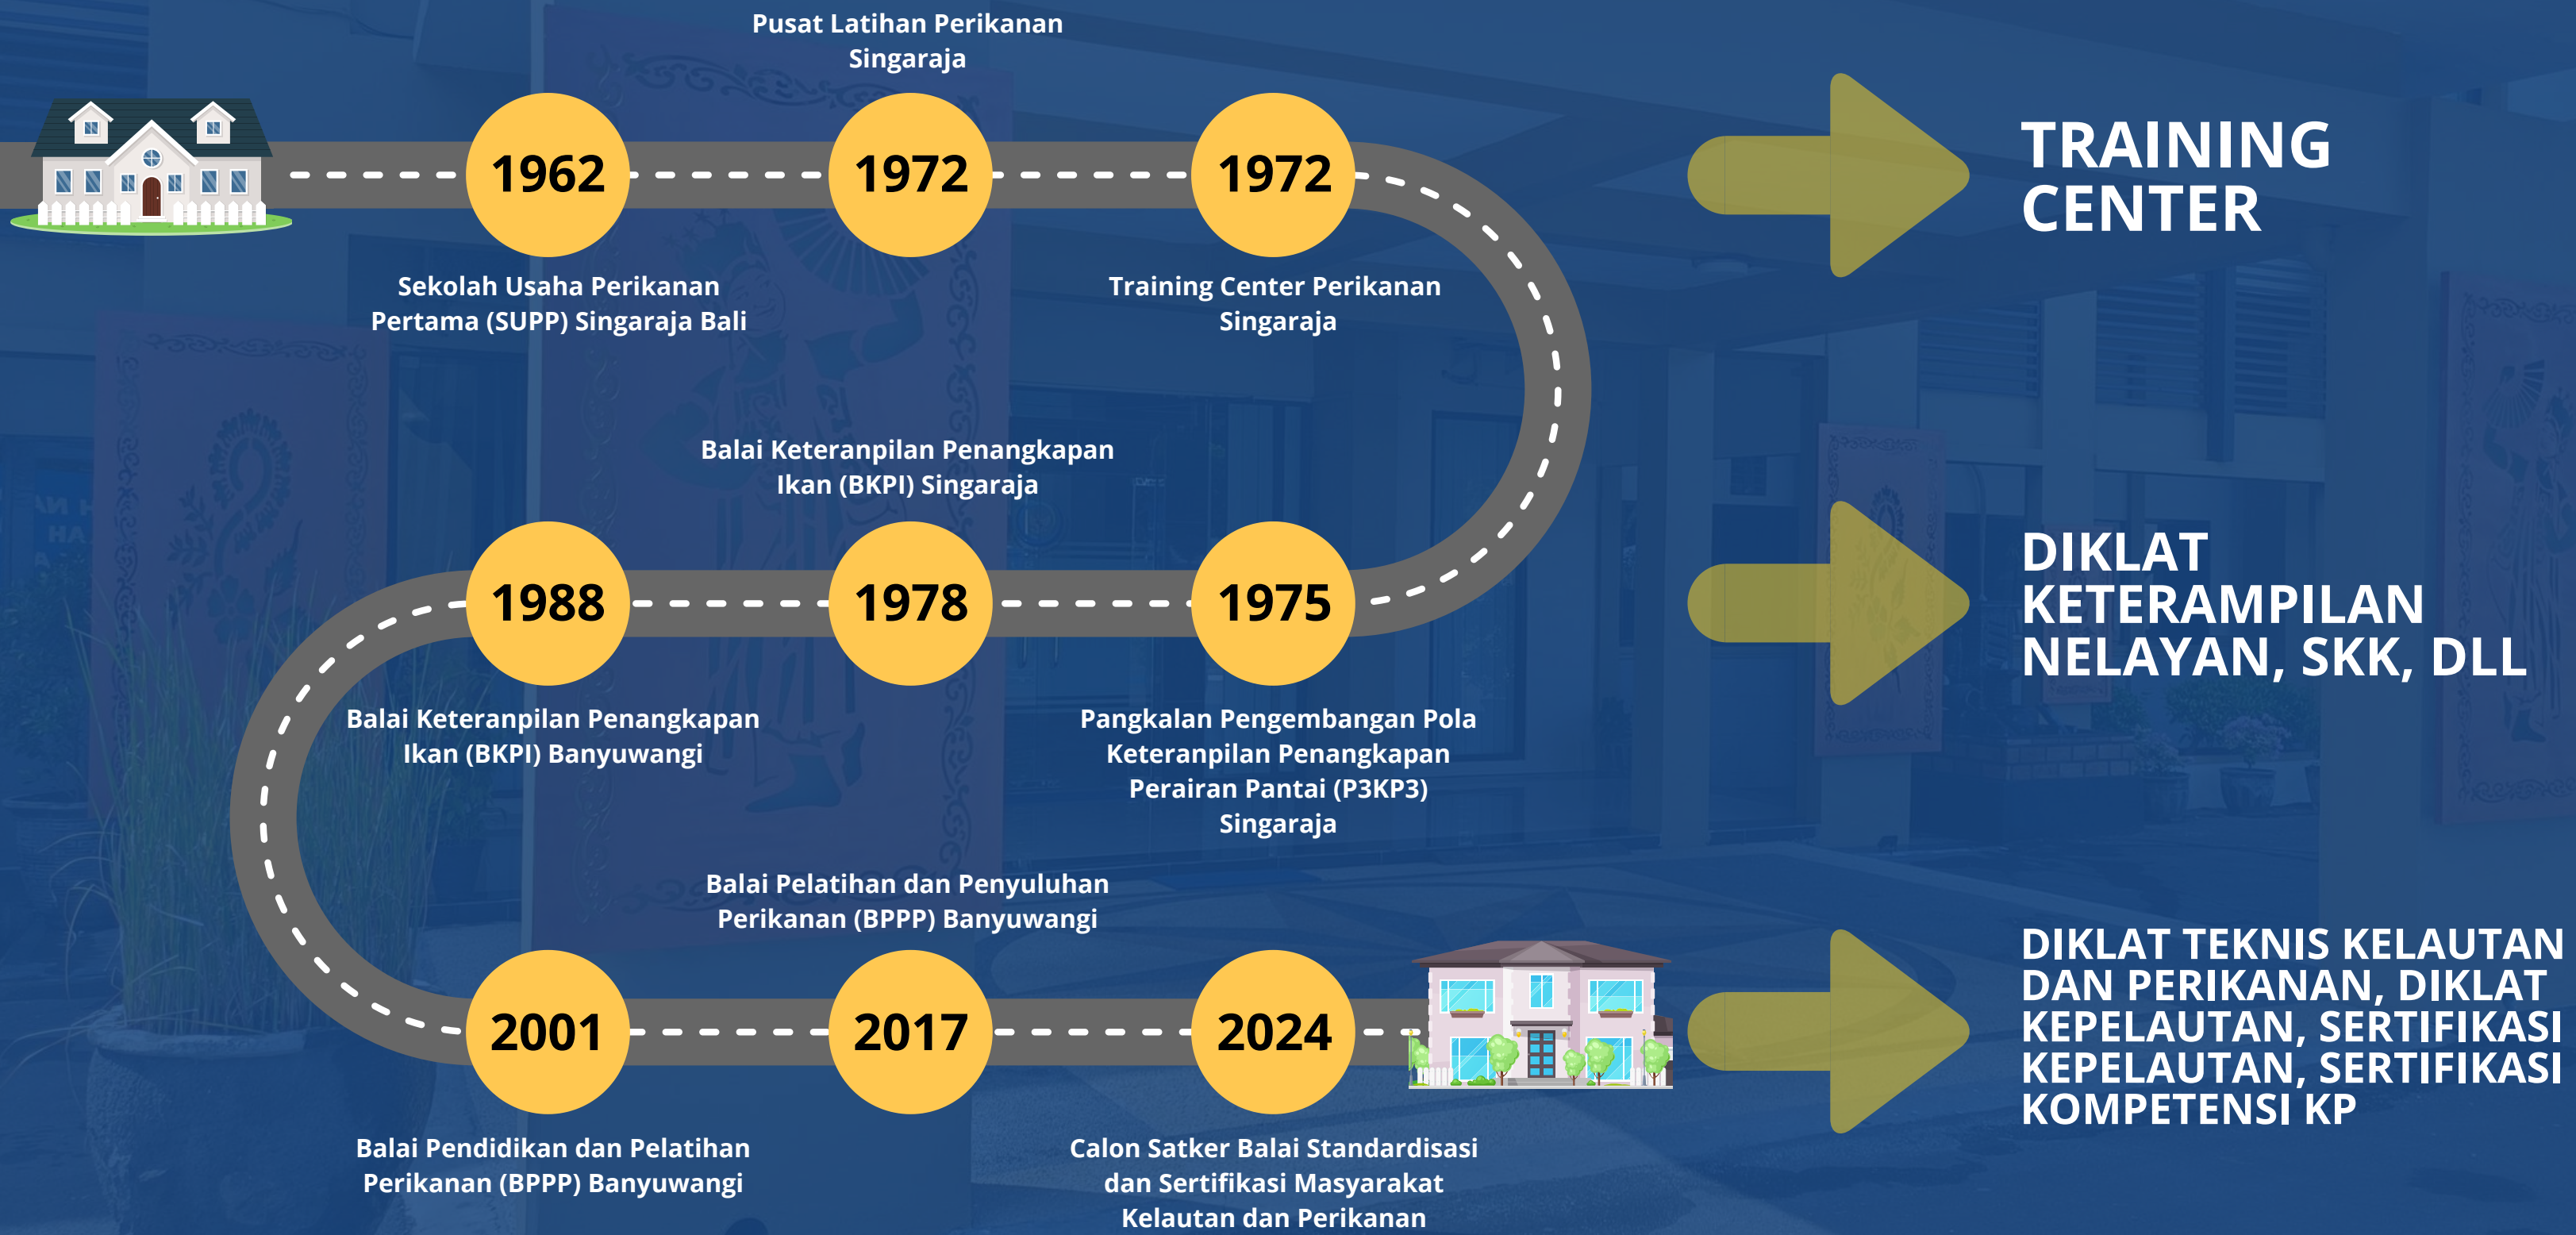 Pusat Latihan Perikanan
Singaraja
1962
1972
1972
TRAINING
CENTER
Sekolah Usaha Perikanan
Pertama (SUPP) Singaraja Bali
Training Center Perikanan
Singaraja
Balai Keteranpilan Penangkapan
Ikan (BKPI) Singaraja
1988
1978
1975
DIKLAT
KETERAMPILAN
NELAYAN, SKK, DLL
Balai Keteranpilan Penangkapan
Ikan (BKPI) Banyuwangi
Pangkalan Pengembangan Pola
Keteranpilan Penangkapan
Perairan Pantai (P3KP3)
Singaraja
Balai Pelatihan dan Penyuluhan
Perikanan (BPPP) Banyuwangi
2001
2017
2024
DIKLAT TEKNIS KELAUTAN
DAN PERIKANAN, DIKLAT
KEPELAUTAN, SERTIFIKASI
KEPELAUTAN, SERTIFIKASI
KOMPETENSI KP
Balai Pendidikan dan Pelatihan
Perikanan (BPPP) Banyuwangi
Calon Satker Balai Standardisasi
dan Sertifikasi Masyarakat
Kelautan dan Perikanan